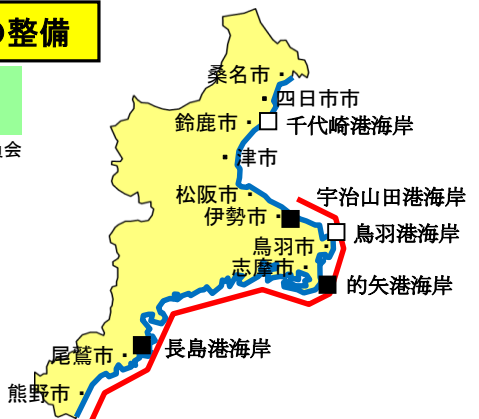 の整備
会
桑名市
四日市市
鈴鹿市
千代崎港海岸
津市
松阪市
宇治山田港海岸
伊勢市
鳥羽港海岸
鳥羽市
志摩市
的矢港海岸
尾鷲市
長島港海岸
熊野市